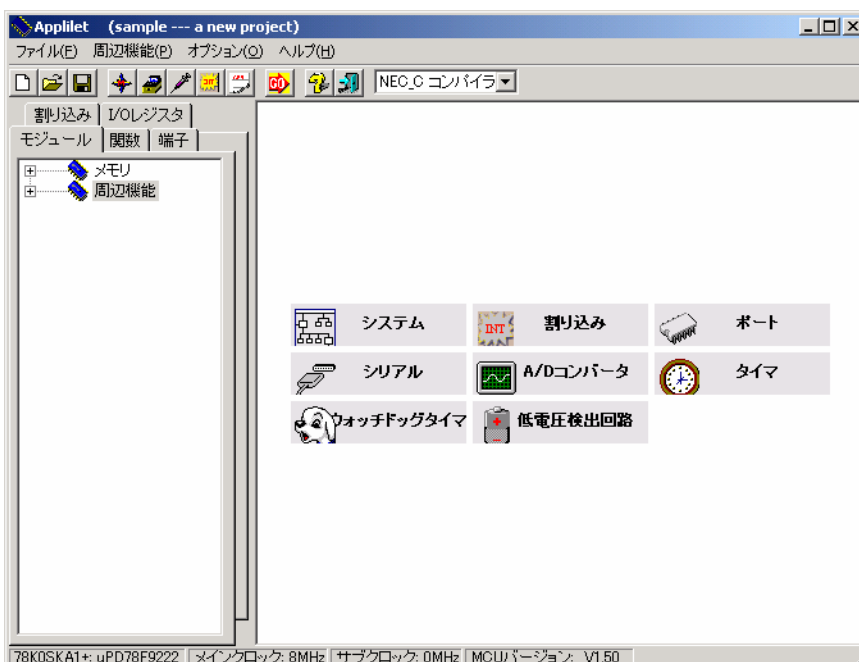 Applilet (sample --- a new project)
ファイル(F) 周辺機能(P) オプション(O) ヘルプ(H)
NEC_C コンパイラ
割り込み I/Oレジスタ
モジュール 関数 端子
メモリ
周辺機能
システム INT 割り込み ポート
シリアル A/Dコンバータ タイマ
ウォッチドッグタイマ 低電圧検出回路
78K0SKA1+: uPD78F9222 メインクロック: 8MHz サブクロック: 0MHz MCUバージョン: V1.50